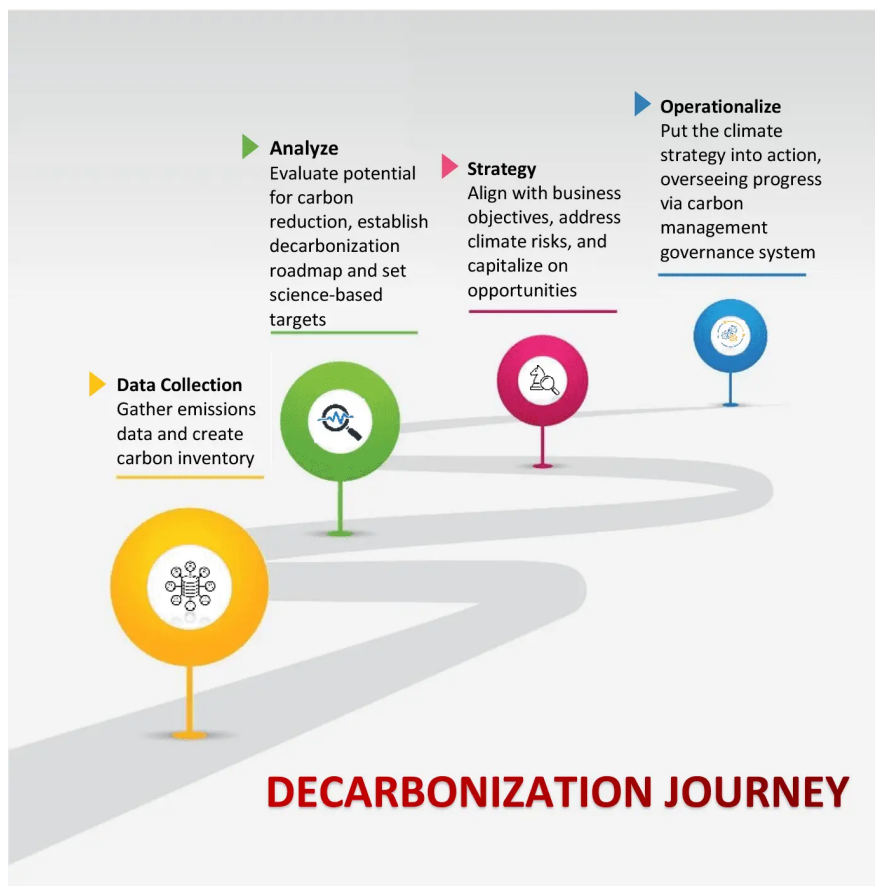 Operationalize
Put the climate
strategy into action,
overseeing progress
via carbon
management
governance system
Analyze
Evaluate potential
for carbon
reduction, establish
decarbonization
roadmap and set
science-based
targets
Strategy
Align with business
objectives, address
climate risks, and
capitalize on
opportunities
Data Collection
Gather emissions
data and create
carbon inventory
DECARBONIZATION JOURNEY